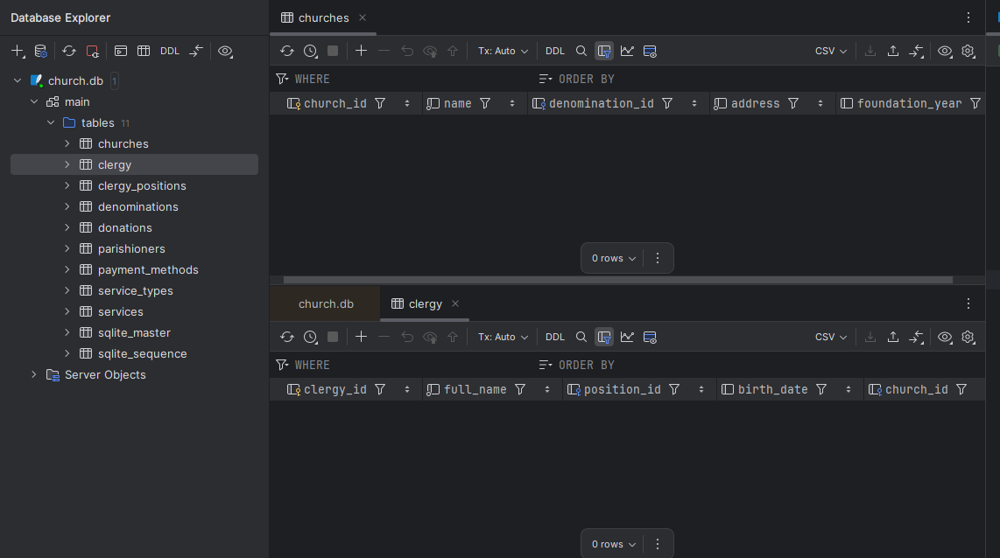 Database Explorer
DDL
church.db 1
main
tables 11
churches
clergy
clergy_positions
denominations
donations
parishioners
payment_methods
service_types
services
sqlite_master
sqlite_sequence
Server Objects
churches
Tx: Auto DDL CSV
WHERE ORDER BY
church_id name denomination_id address foundation_year
0 rows
church.db clergy
Tx: Auto DDL CSV
WHERE ORDER BY
clergy_id full_name position_id birth_date church_id
0 rows